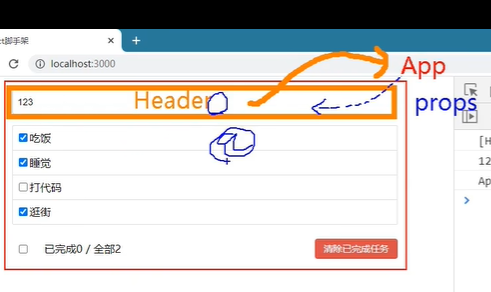 ct脚手架
localhost:3000
App
123
Header
props
吃饭
睡觉
打代码
逛街
[H
12
Ap
已完成0 / 全部2
清除已完成任务